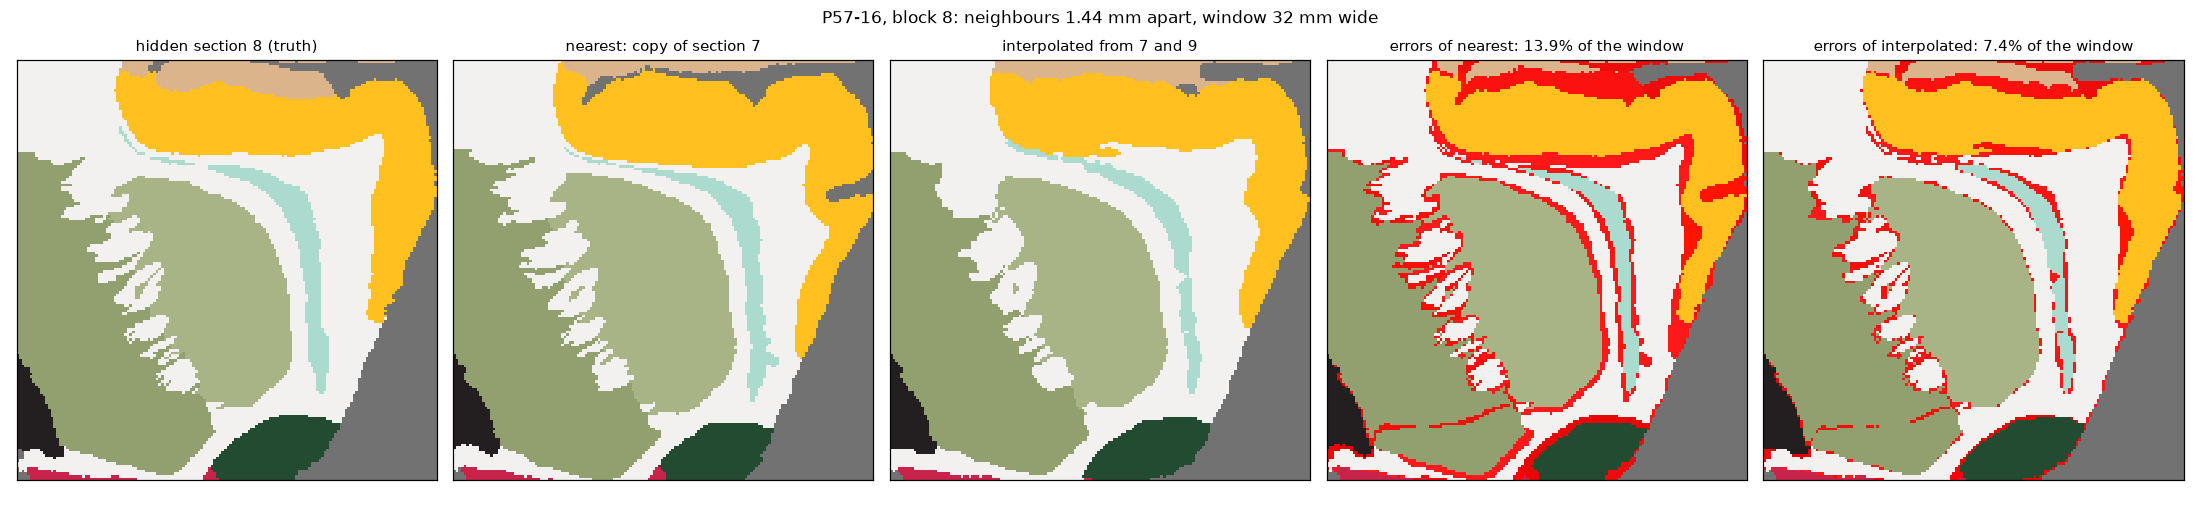 P57-16, block 8: neighbours 1.44 mm apart, window 32 mm wide
hidden section 8 (truth)
nearest: copy of section 7
interpolated from 7 and 9
errors of nearest: 13.9% of the window
errors of interpolated: 7.4% of the window